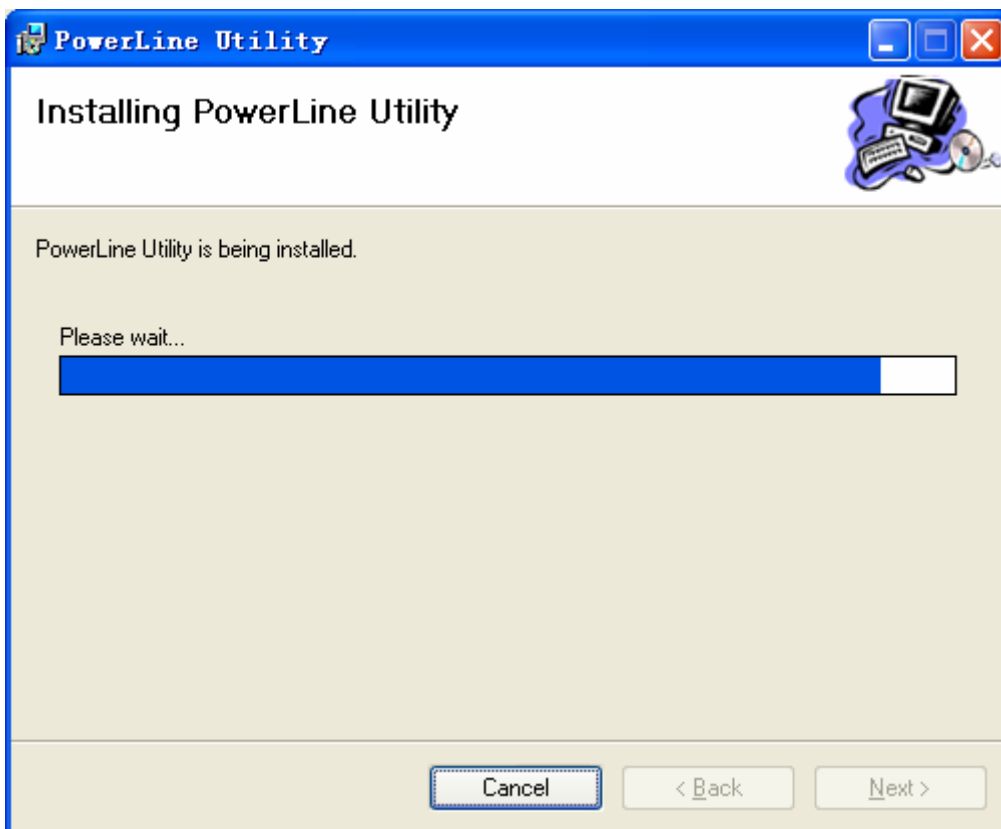 PowerLine Utility
Installing PowerLine Utility
PowerLine Utility is being installed.
Please wait...
Cancel
< Back
Next >